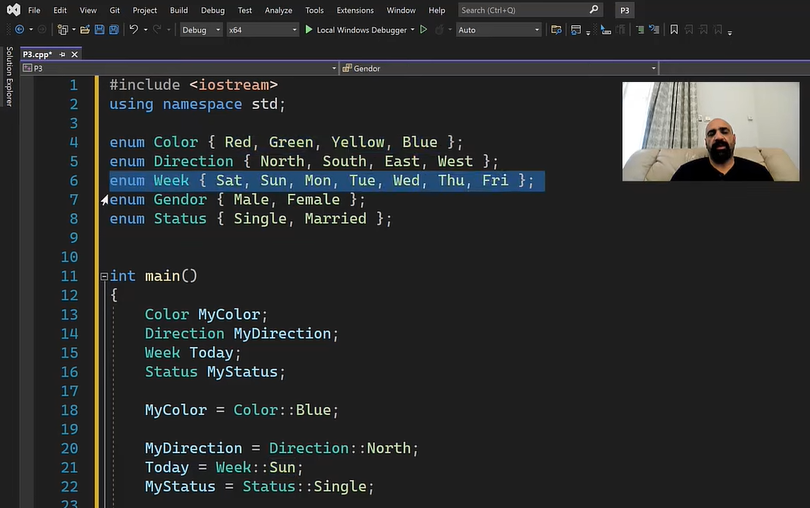 File Edit View Git Project Build Debug Test Analyze Tools Extensions Window Help Search (Ctrl+Q) P3
Debug x64 Local Windows Debugger Auto
P3.cpp*
P3 Gendor
Solution Explorer
1 #include <iostream>
2 using namespace std;
3
4 enum Color { Red, Green, Yellow, Blue };
5 enum Direction { North, South, East, West };
6 enum Week { Sat, Sun, Mon, Tue, Wed, Thu, Fri };
7 enum Gendor { Male, Female };
8 enum Status { Single, Married };
9
10
11 int main()
12 {
13 Color MyColor;
14 Direction MyDirection;
15 Week Today;
16 Status MyStatus;
17
18 MyColor = Color::Blue;
19
20 MyDirection = Direction::North;
21 Today = Week::Sun;
22 MyStatus = Status::Single;
23